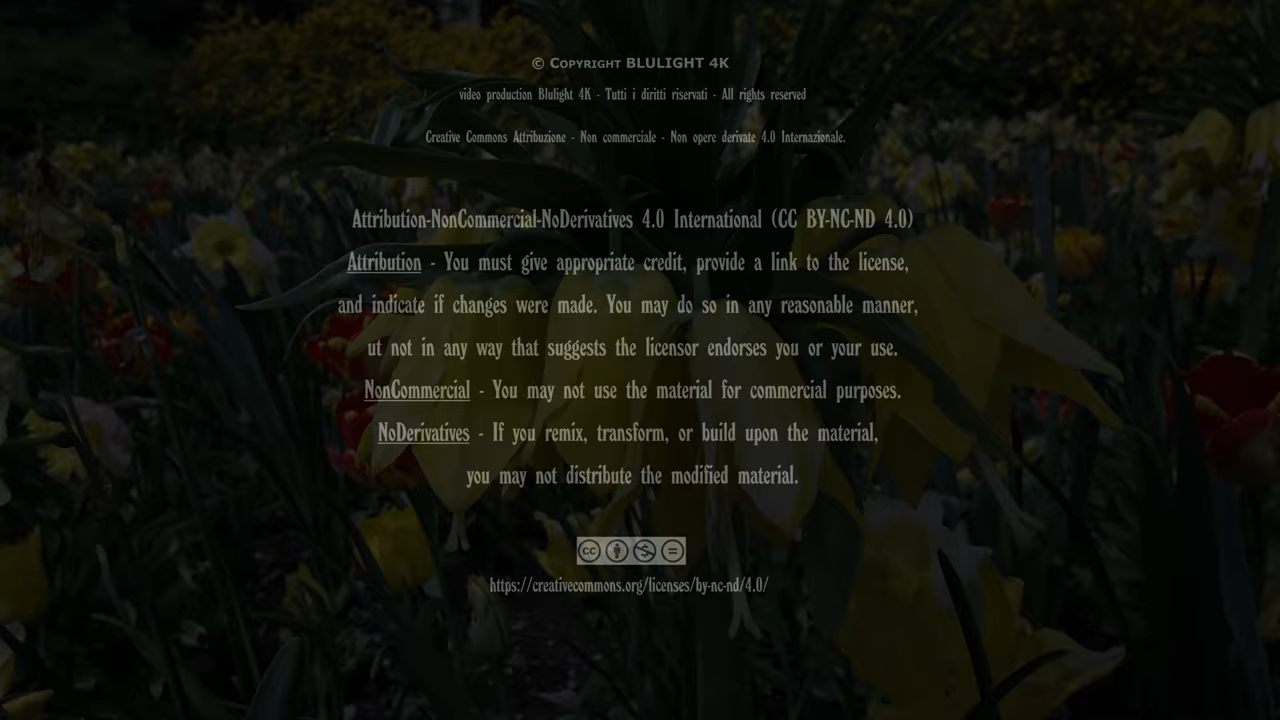 © Copyright BLULIGHT 4K
video production Blulight 4K - Tutti i diritti riservati - All rights reserved
Creative Commons Attribuzione - Non commerciale - Non opere derivate 4.0 Internazionale.
Attribution-NonCommercial-NoDerivatives 4.0 International (CC BY-NC-ND 4.0)
Attribution - You must give appropriate credit, provide a link to the license,
and indicate if changes were made. You may do so in any reasonable manner,
ut not in any way that suggests the licensor endorses you or your use.
NonCommercial - You may not use the material for commercial purposes.
NoDerivatives - If you remix, transform, or build upon the material,
you may not distribute the modified material.
cc
https://creativecommons.org/licenses/by-nc-nd/4.0/